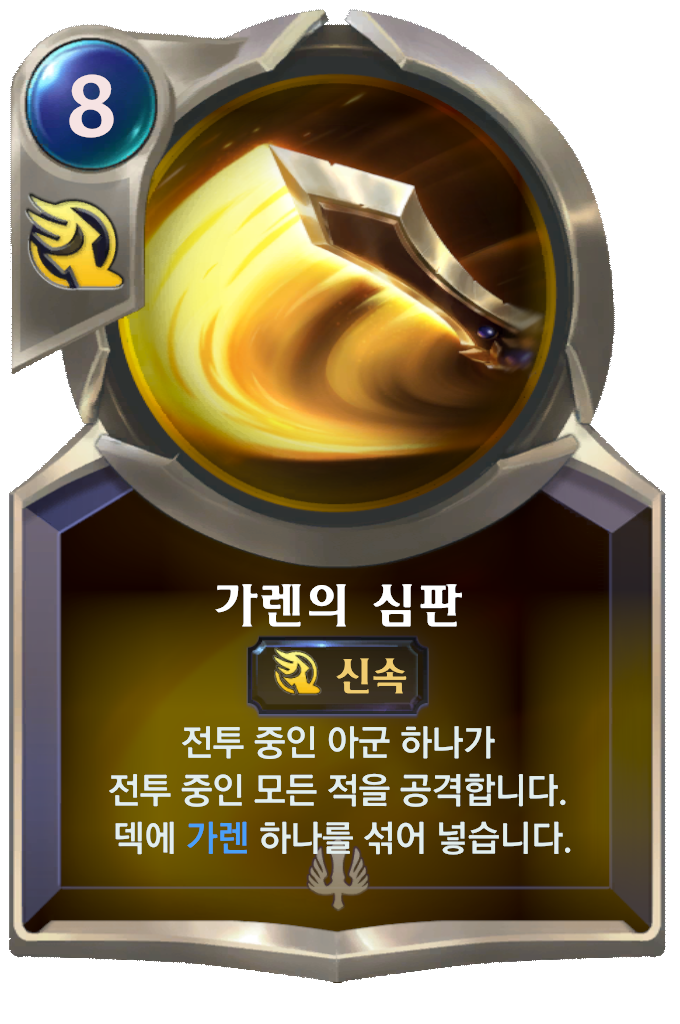 8
가렌의 심판
신속
전투 중인 아군 하나가
전투 중인 모든 적을 공격합니다.
덱에 가렌 하나를 섞어 넣습니다.